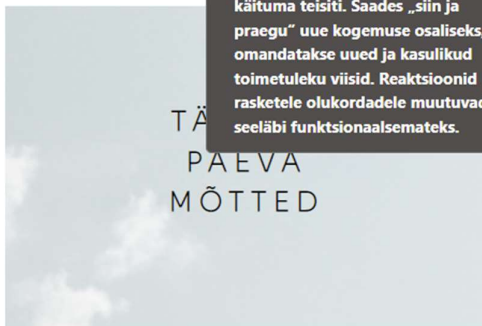 käituma teisiti. Saades „siin ja
praegu” uue kogemuse osaliseks,
omandatakse uued ja kasulikud
toimetuleku viisid. Reaktsioonid
rasketele olukordadele muutuvad
seeläbi funktsionaalsemateks.
TÄ
PÄEVA
MÕTTED